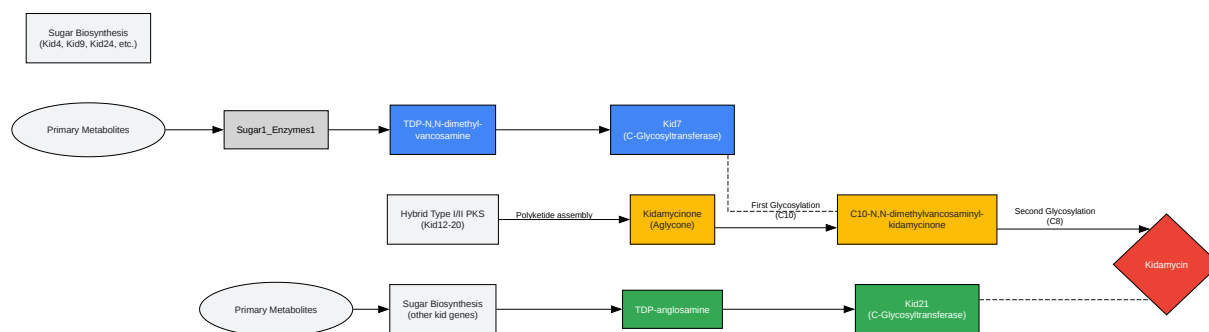 Sugar Biosynthesis
(Kid4, Kid9, Kid24, etc.)
Primary Metabolites
Sugar1_Enzymes1
TDP-N,N-dimethyl-
vancosamine
Kid7
(C-Glycosyltransferase)
Hybrid Type I/II PKS
(Kid12-20)
Polyketide assembly
Kidamycinone
(Aglycone)
First Glycosylation
(C10)
C10-N,N-dimethylvancosaminyl-
kidamycinone
Second Glycosylation
(C8)
Kidamycin
Primary Metabolites
Sugar Biosynthesis
(other kid genes)
TDP-anglosamine
Kid21
(C-Glycosyltransferase)